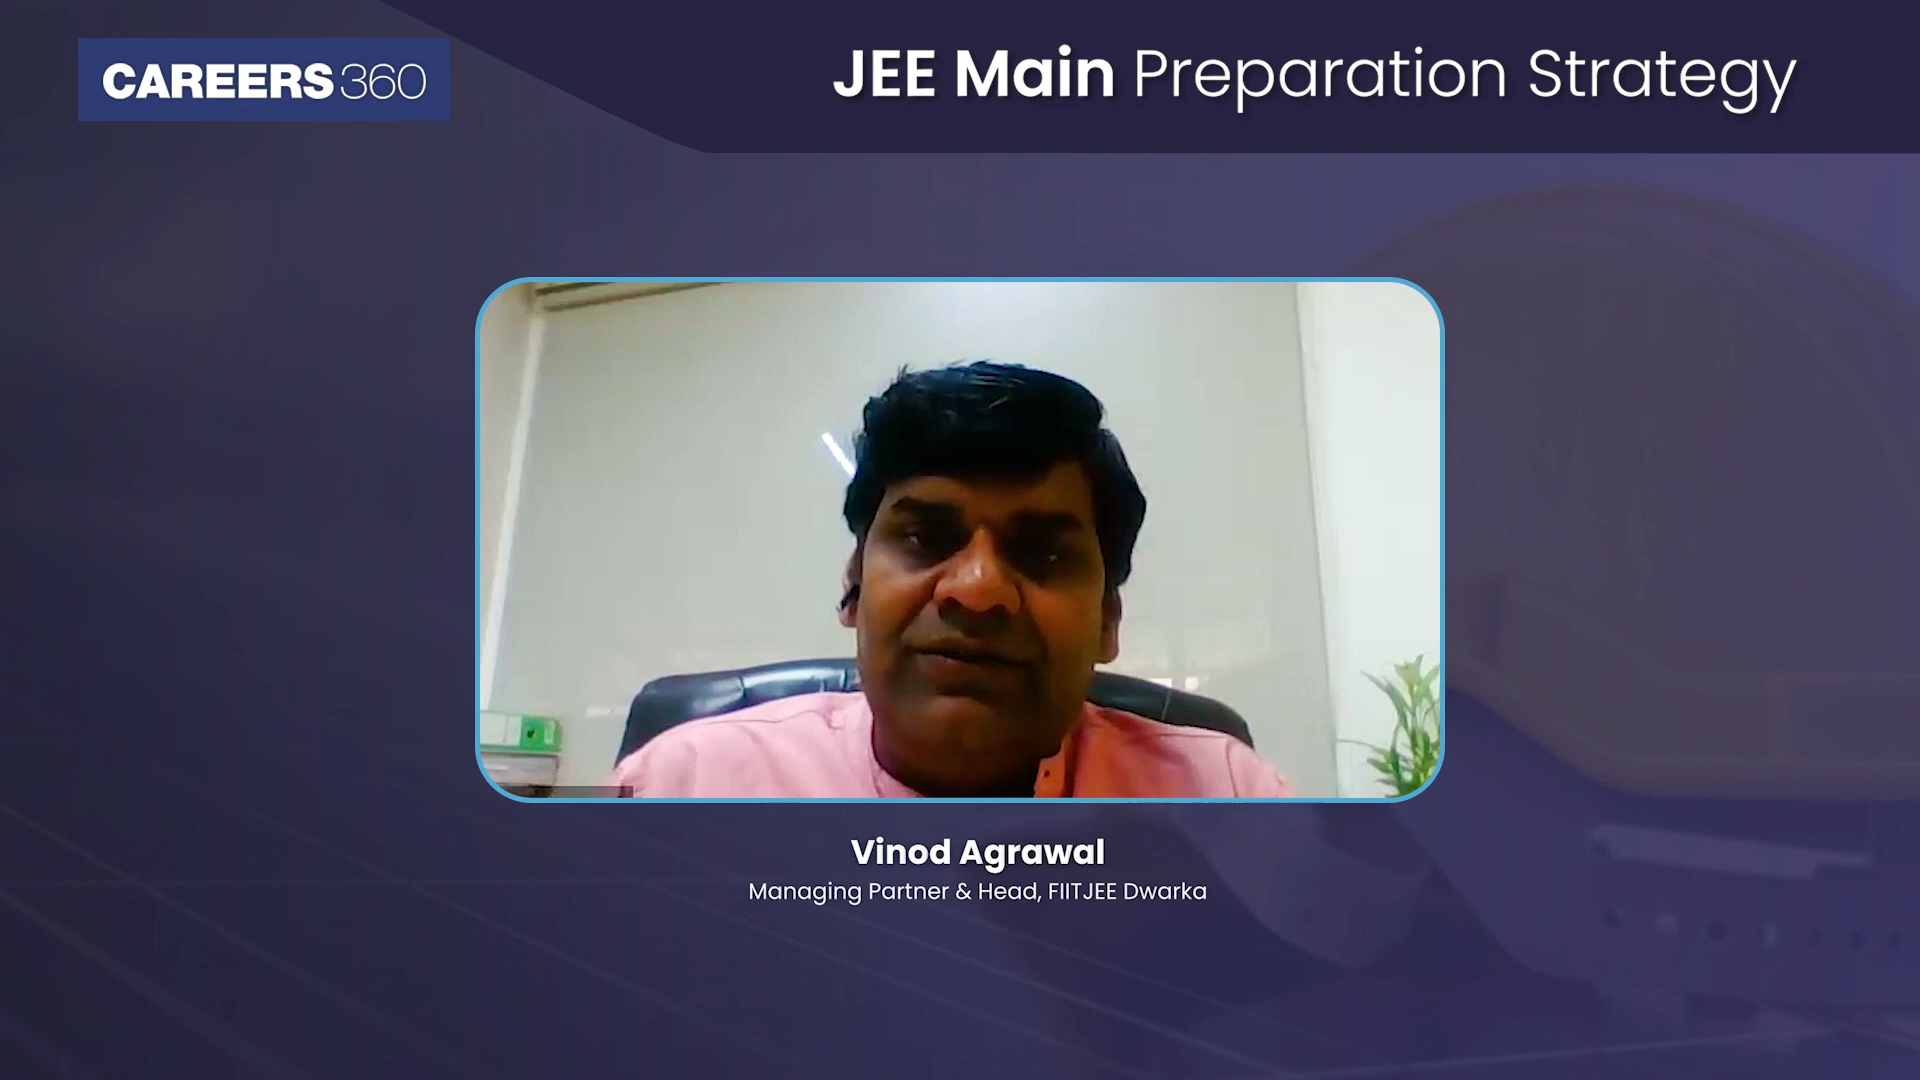 CAREERS360
JEE Main Preparation Strategy
Vinod Agrawal
Managing Partner & Head, FIITJEE Dwarka